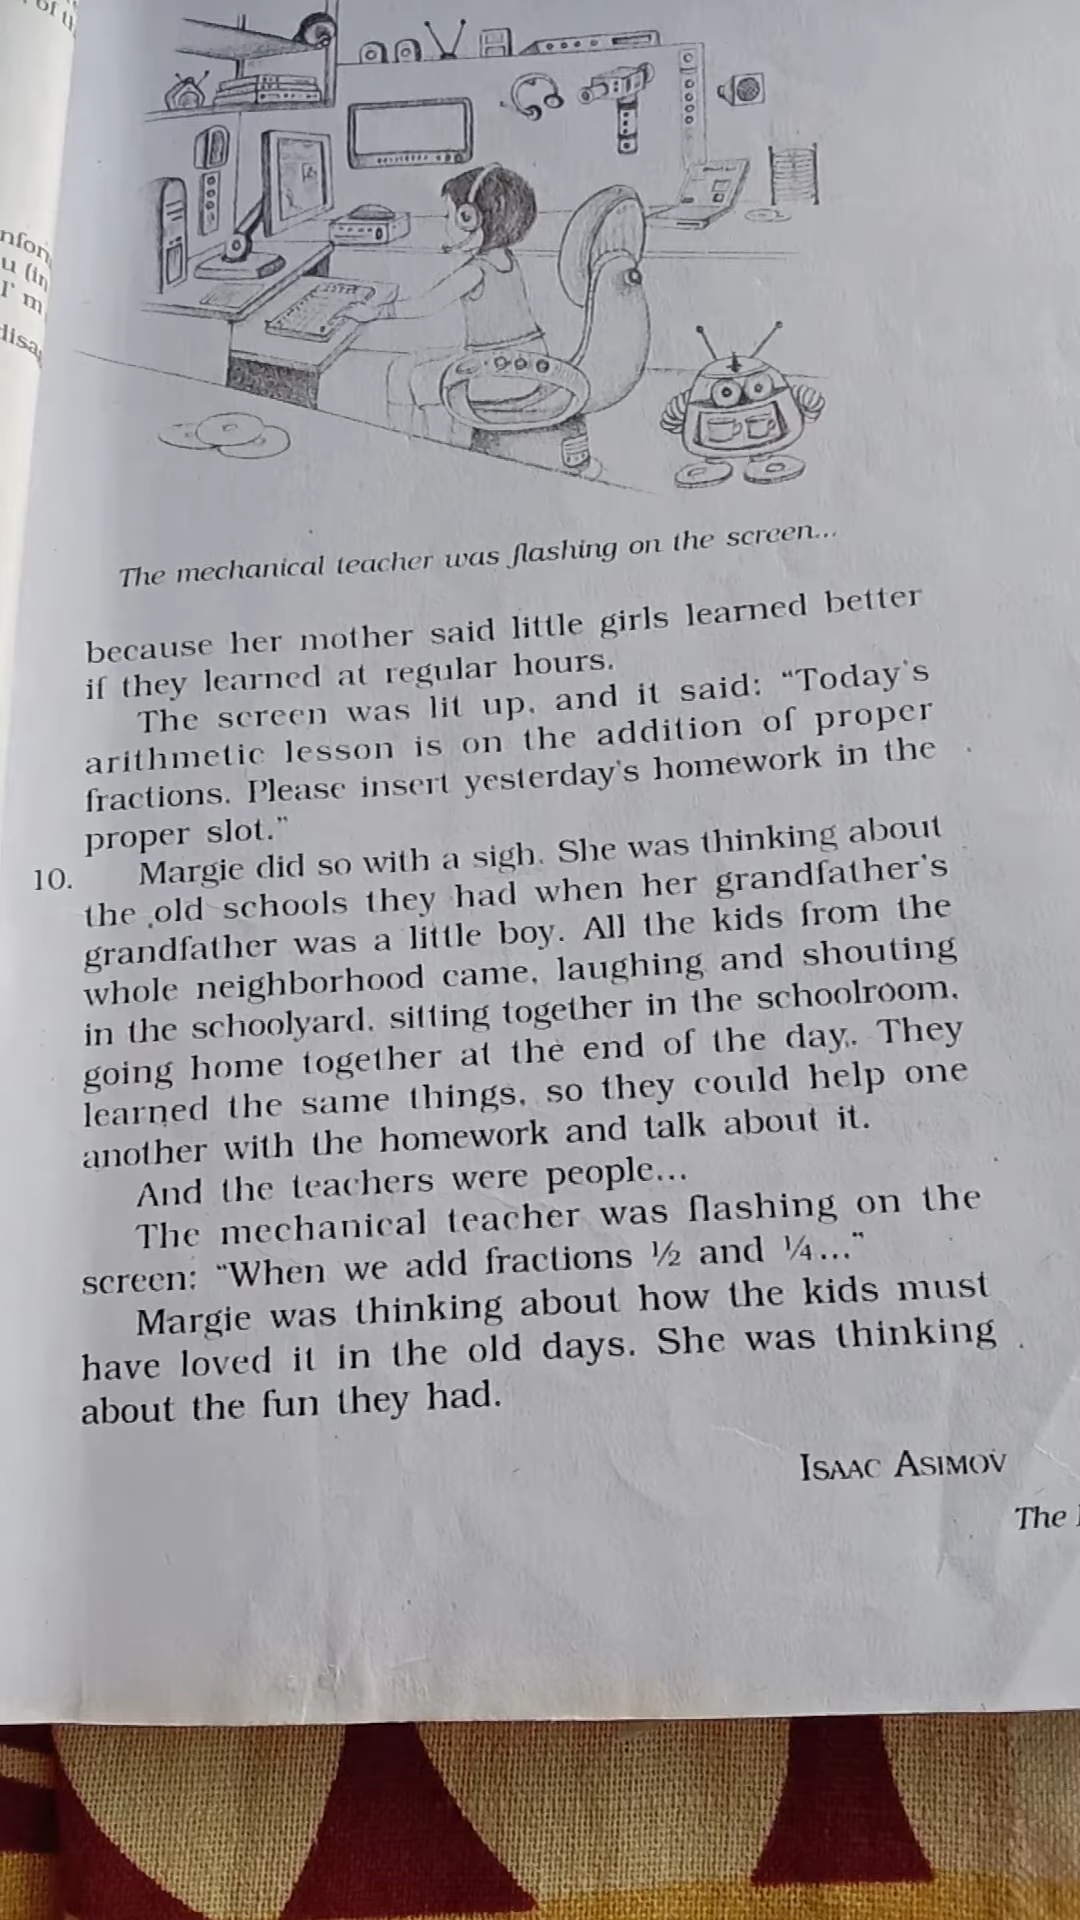 The mechanical teacher was flashing on the screen...
because her mother said little girls learned better
if they learned at regular hours.
The screen was lit up, and it said: “Today's
arithmetic lesson is on the addition of proper
fractions. Please insert yesterday's homework in the
proper slot.”
10. Margie did so with a sigh. She was thinking about
the old schools they had when her grandfather's
grandfather was a little boy. All the kids from the
whole neighborhood came, laughing and shouting
in the schoolyard, sitting together in the schoolroom,
going home together at the end of the day. They
learned the same things, so they could help one
another with the homework and talk about it.
And the teachers were people...
The mechanical teacher was flashing on the
screen: “When we add fractions ½ and ¼...”
Margie was thinking about how the kids must
have loved it in the old days. She was thinking
about the fun they had.
ISAAC ASIMOV
The